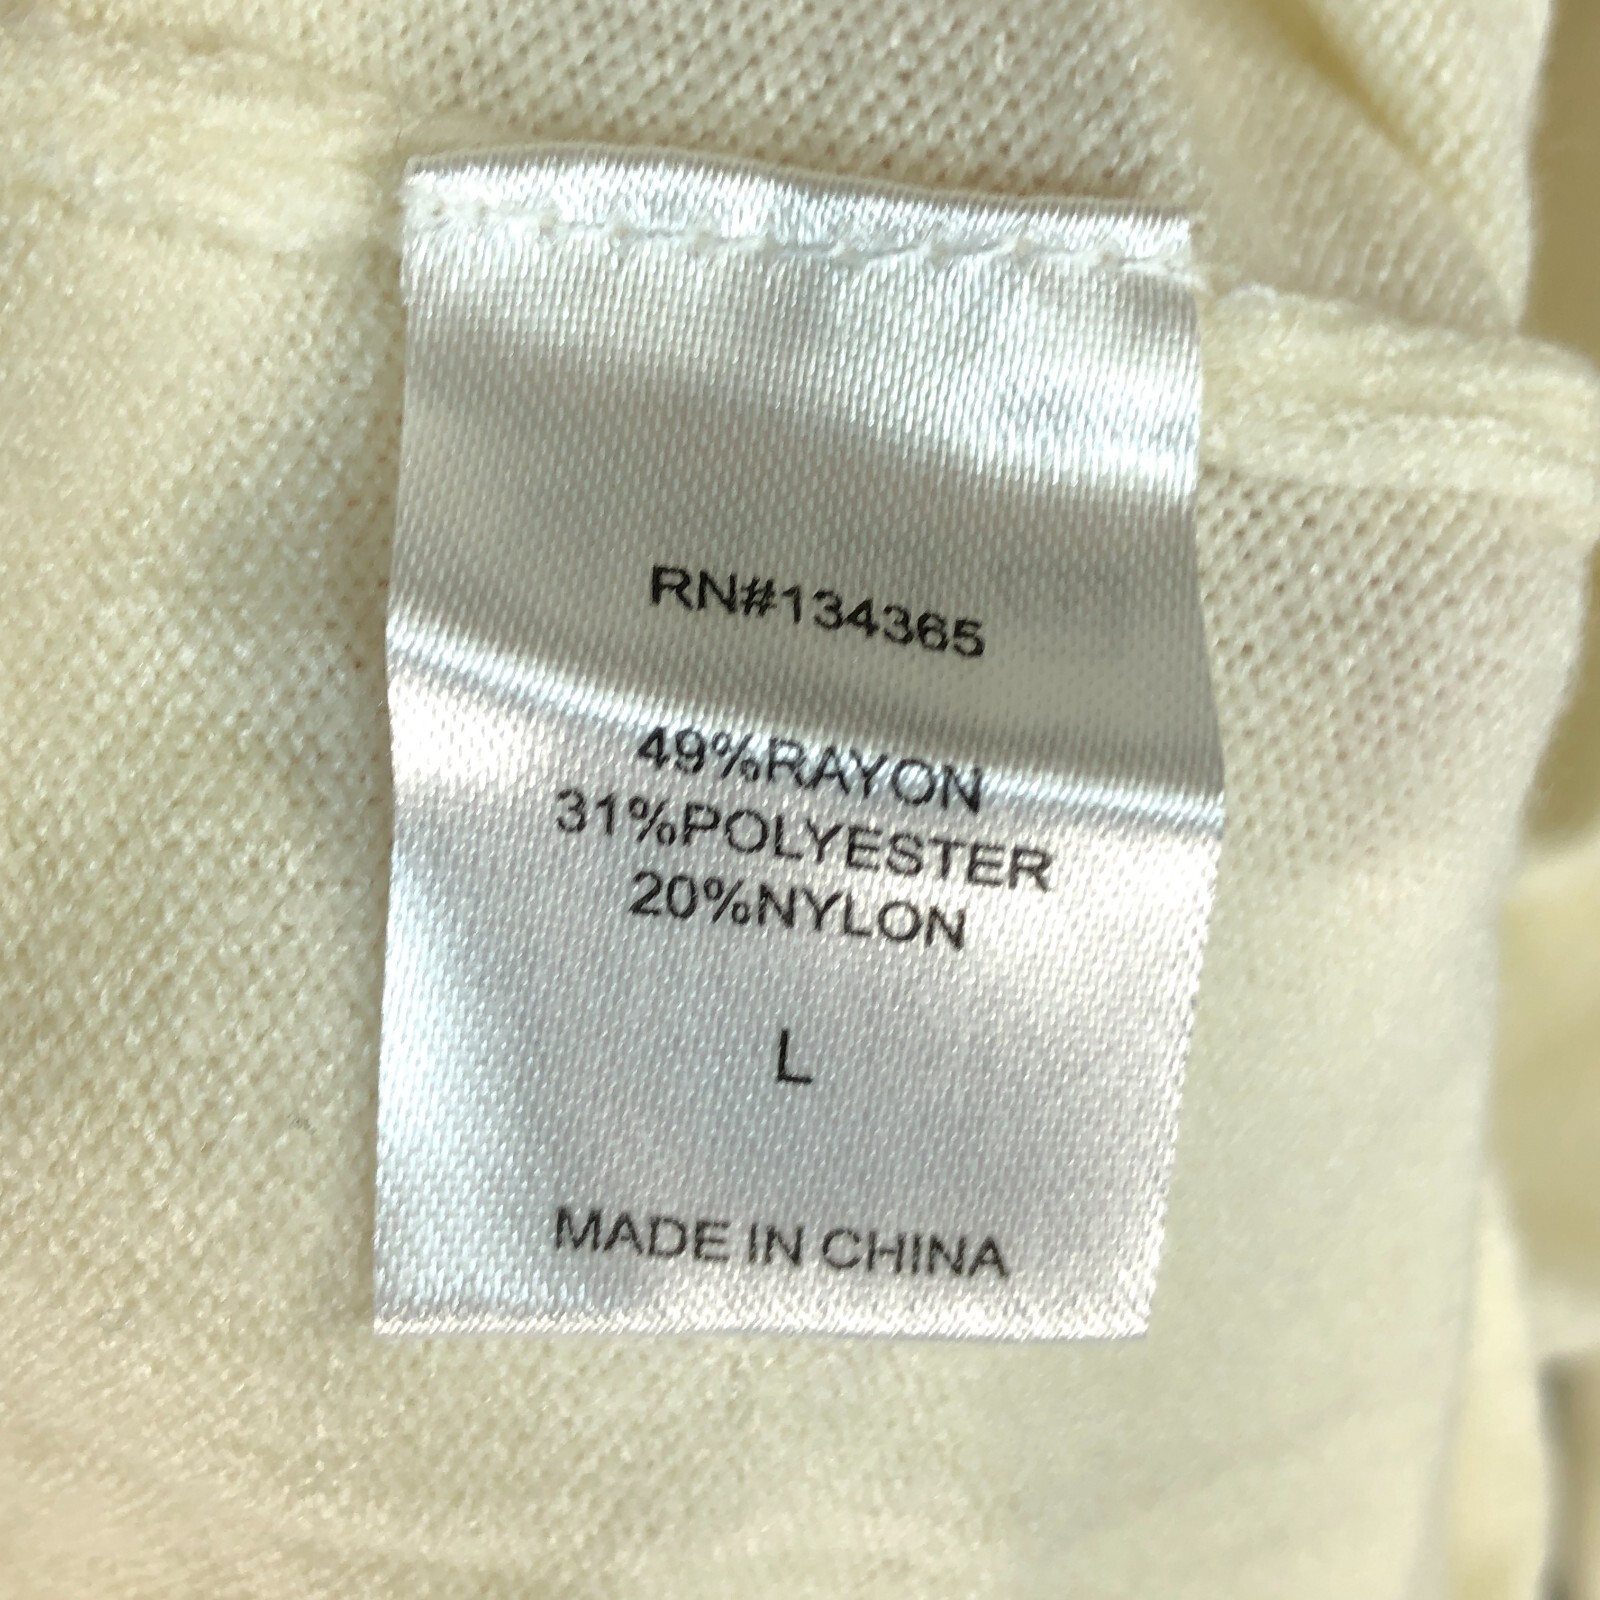 RN#134365
49%RAYON
31%POLYESTER
20%NYLON
L
MADE IN CHINA